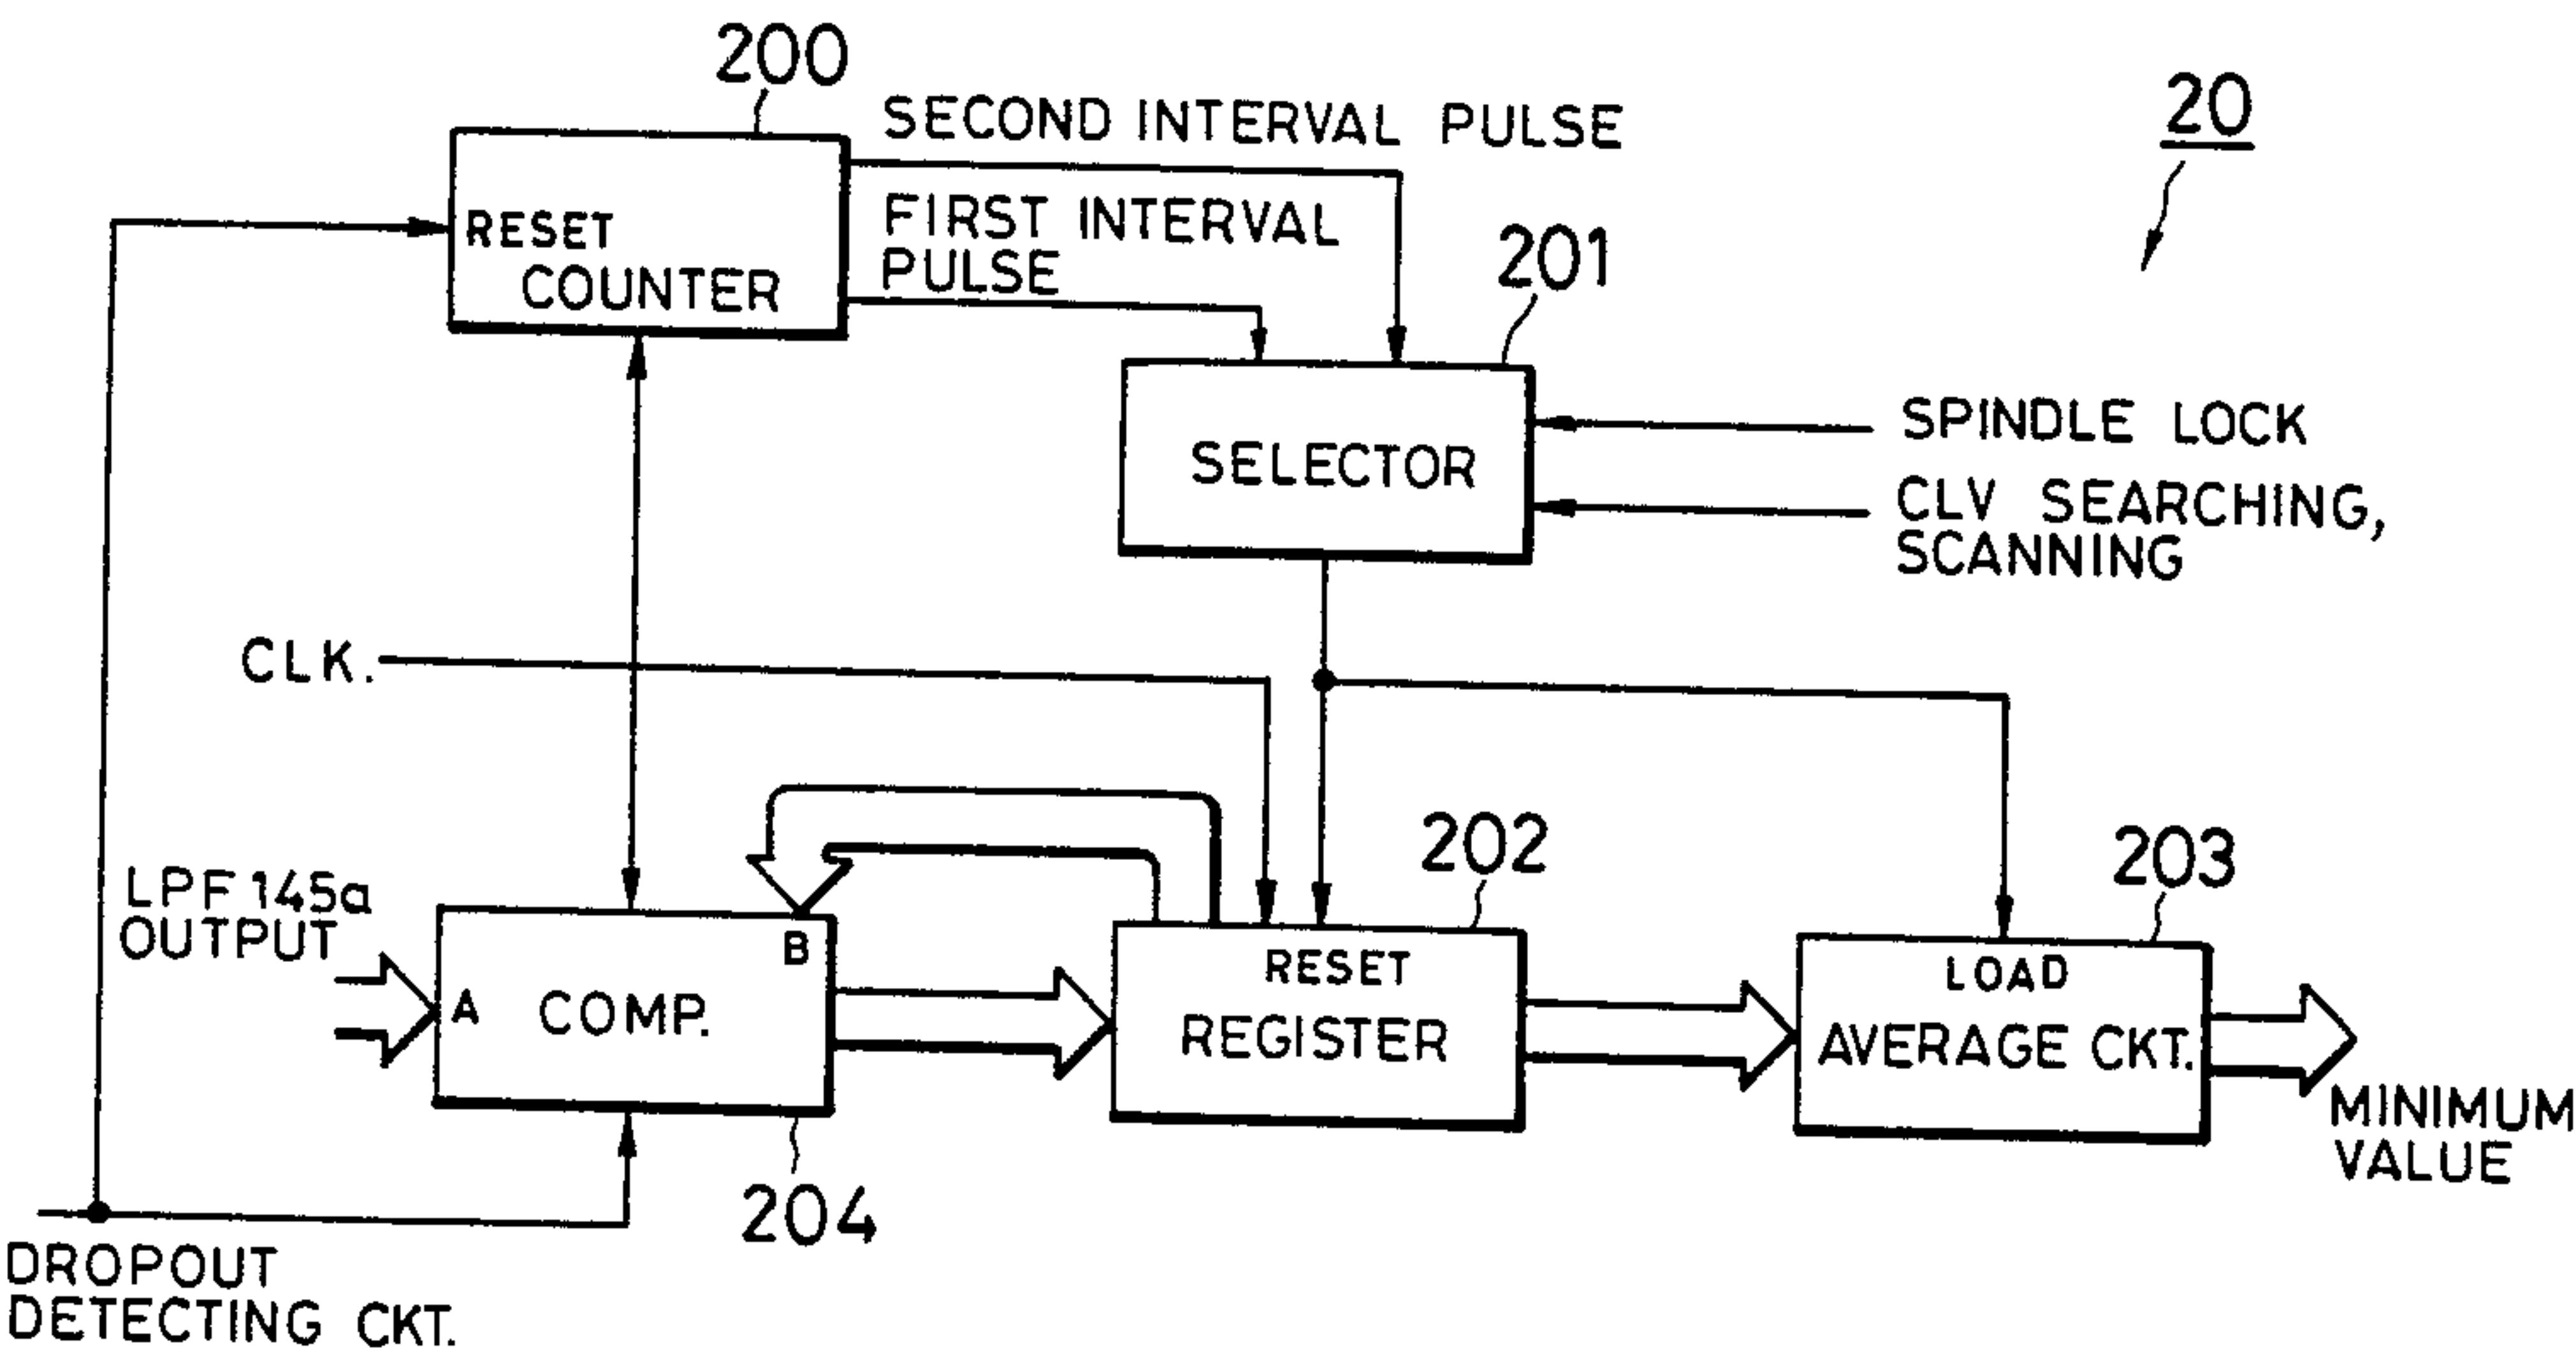 200
SECOND INTERVAL PULSE
20
RESET
COUNTER
FIRST INTERVAL
PULSE
201
SELECTOR
SPINDLE LOCK
CLV SEARCHING,
SCANNING
CLK.
LPF 145a
OUTPUT
202
203
A
B
COMP.
RESET
REGISTER
LOAD
AVERAGE CKT.
MINIMUM
VALUE
204
DROPOUT
DETECTING CKT.